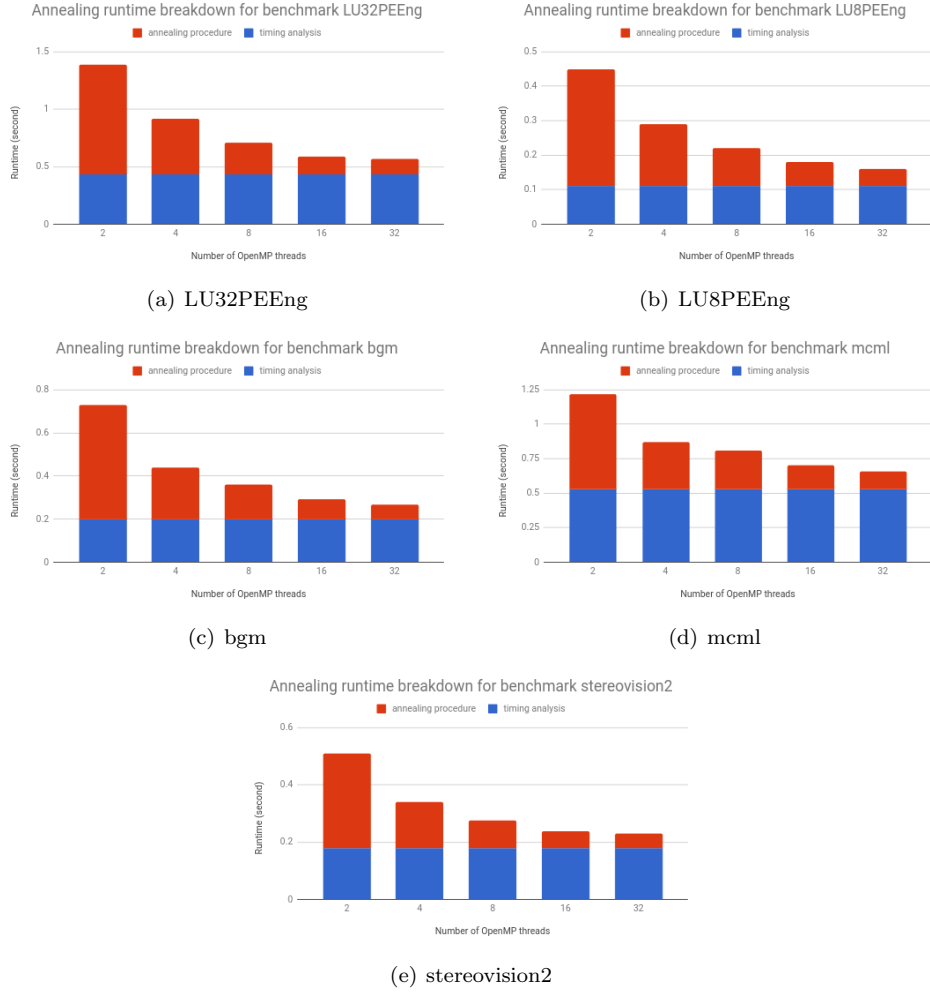 Annealing runtime breakdown for benchmark LU32PEEng
annealing procedure timing analysis
1.5
1
0.5
0
Runtime (second)
2 4 8 16 32
Number of OpenMP threads
(a) LU32PEEng
Annealing runtime breakdown for benchmark LU8PEEng
annealing procedure timing analysis
0.5
0.4
0.3
0.2
0.1
0
Runtime (second)
2 4 8 16 32
Number of OpenMP threads
(b) LU8PEEng
Annealing runtime breakdown for benchmark bgm
annealing procedure timing analysis
0.8
0.6
0.4
0.2
0
Runtime (second)
2 4 8 16 32
Number of OpenMP threads
(c) bgm
Annealing runtime breakdown for benchmark mcml
annealing procedure timing analysis
1.25
1
0.75
0.5
0.25
0
Runtime (second)
2 4 8 16 32
Number of OpenMP threads
(d) mcml
Annealing runtime breakdown for benchmark stereovision2
annealing procedure timing analysis
0.6
0.4
0.2
0
Runtime (second)
2 4 8 16 32
Number of OpenMP threads
(e) stereovision2